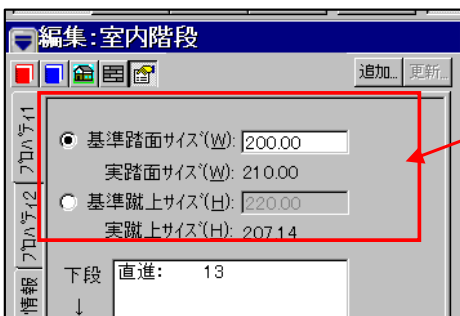 編集:室内階段
追加... 更新...
プロパティ1
プロパティ2
情報
基準踏面サイズ(W): 200.00
実踏面サイズ(W): 210.00
基準蹴上サイズ(H): 220.00
実蹴上サイズ(H): 207.14
下段 直進: 13
↓